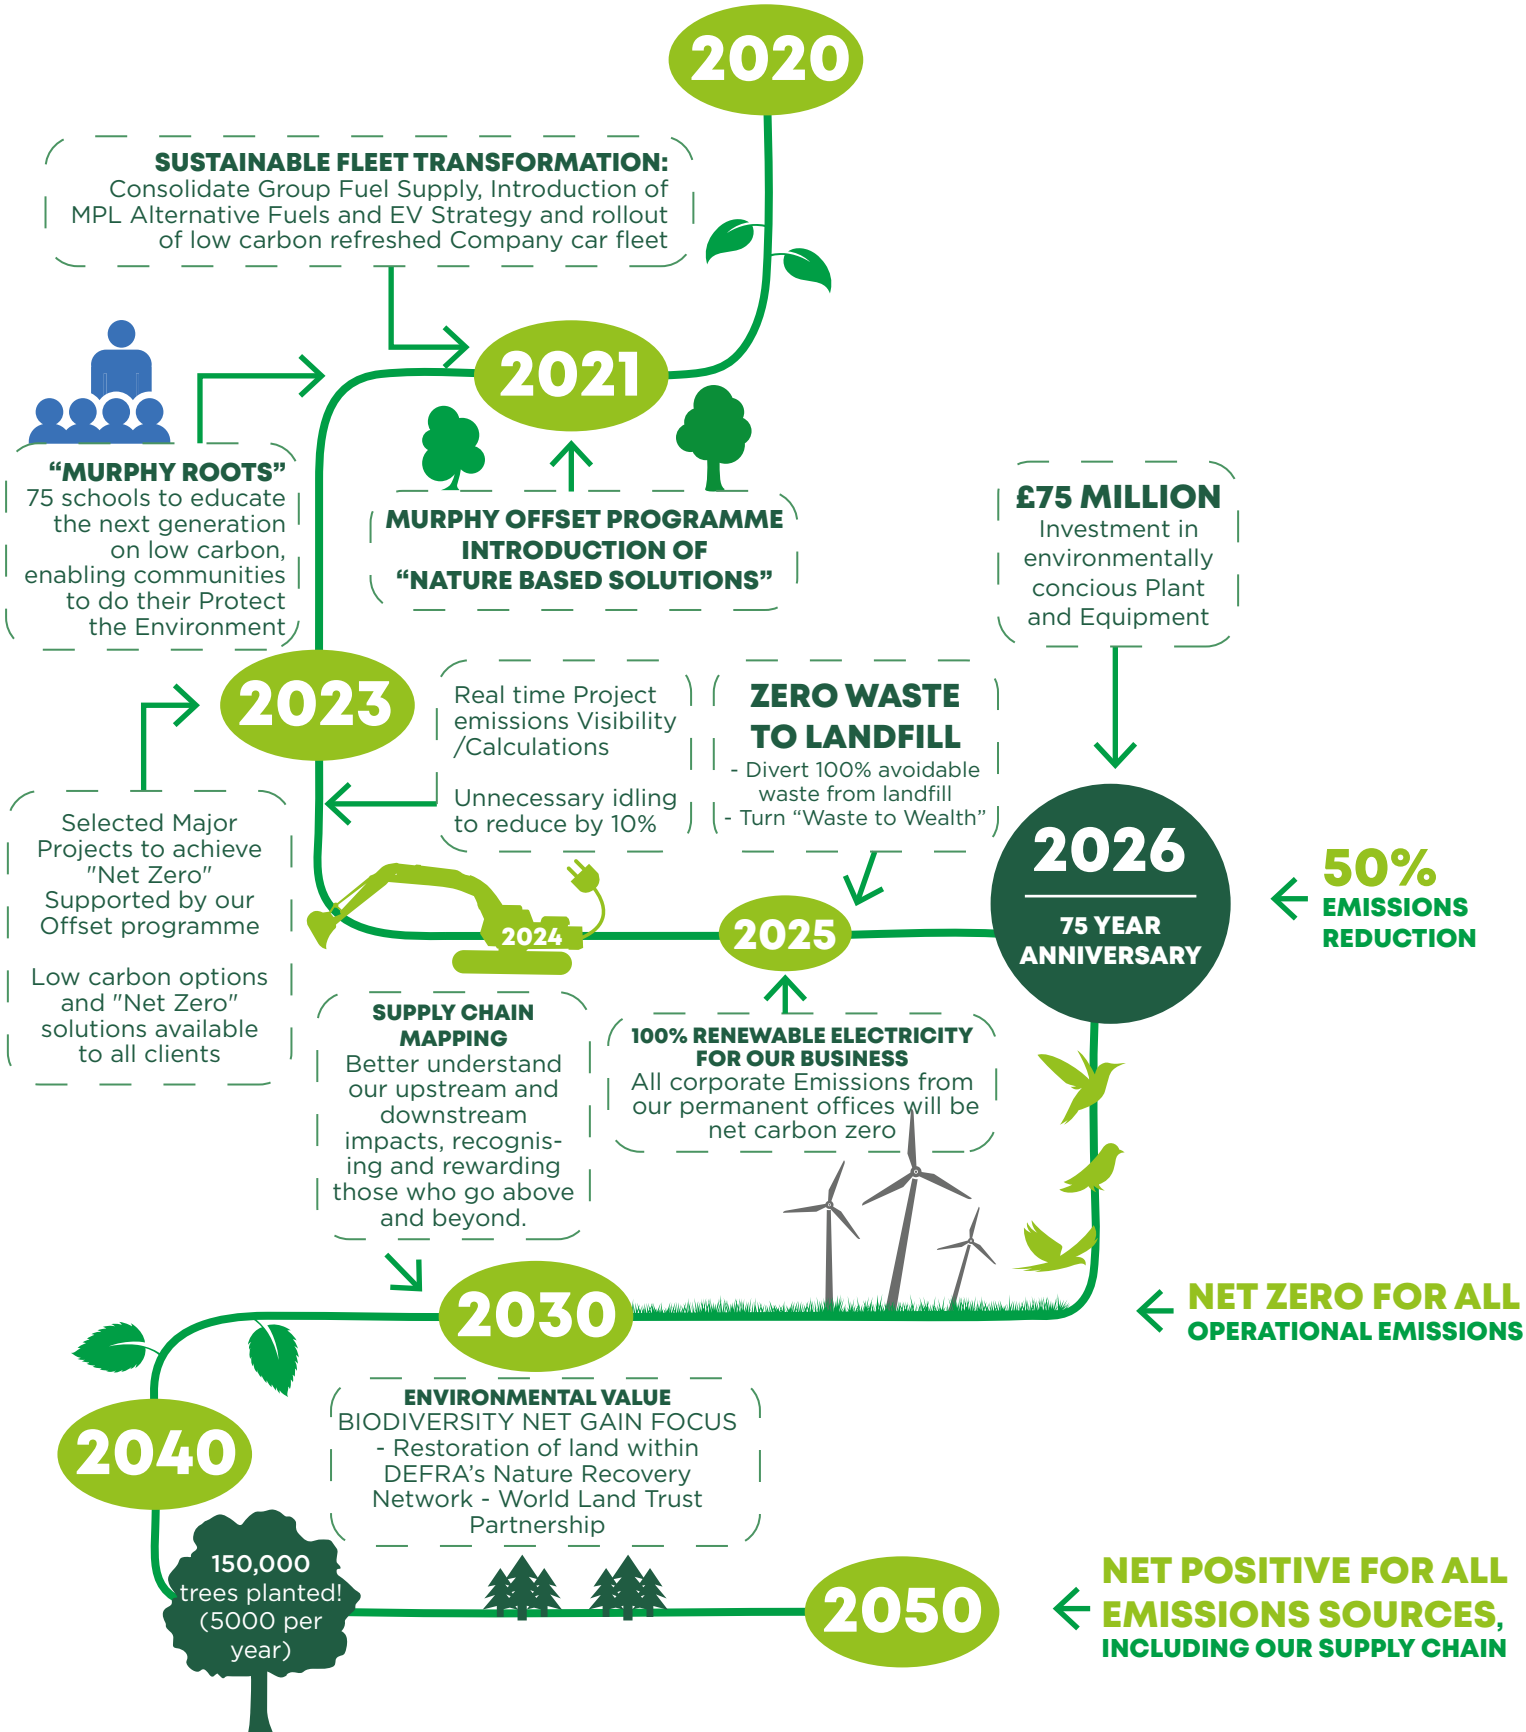 2020
SUSTAINABLE FLEET TRANSFORMATION:
Consolidate Group Fuel Supply, Introduction of
MPL Alternative Fuels and EV Strategy and rollout
of low carbon refreshed Company car fleet
2021
“MURPHY ROOTS”
75 schools to educate
the next generation
on low carbon,
enabling communities
to do their Protect
the Environment
MURPHY OFFSET PROGRAMME
INTRODUCTION OF
“NATURE BASED SOLUTIONS”
£75 MILLION
Investment in
environmentally
concious Plant
and Equipment
2023
Real time Project
emissions Visibility
/Calculations
Unnecessary idling
to reduce by 10%
ZERO WASTE
TO LANDFILL
- Divert 100% avoidable
waste from landfill
- Turn “Waste to Wealth”
Selected Major
Projects to achieve
"Net Zero"
Supported by our
Offset programme
Low carbon options
and "Net Zero"
solutions available
to all clients
2024
2025
2026
75 YEAR
ANNIVERSARY
50%
EMISSIONS
REDUCTION
SUPPLY CHAIN
MAPPING
Better understand
our upstream and
downstream
impacts, recognis-
ing and rewarding
those who go above
and beyond.
100% RENEWABLE ELECTRICITY
FOR OUR BUSINESS
All corporate Emissions from
our permanent offices will be
net carbon zero
2030
NET ZERO FOR ALL
OPERATIONAL EMISSIONS
2040
ENVIRONMENTAL VALUE
BIODIVERSITY NET GAIN FOCUS
- Restoration of land within
DEFRA’s Nature Recovery
Network - World Land Trust
Partnership
150,000
trees planted!
(5000 per
year)
2050
NET POSITIVE FOR ALL
EMISSIONS SOURCES,
INCLUDING OUR SUPPLY CHAIN